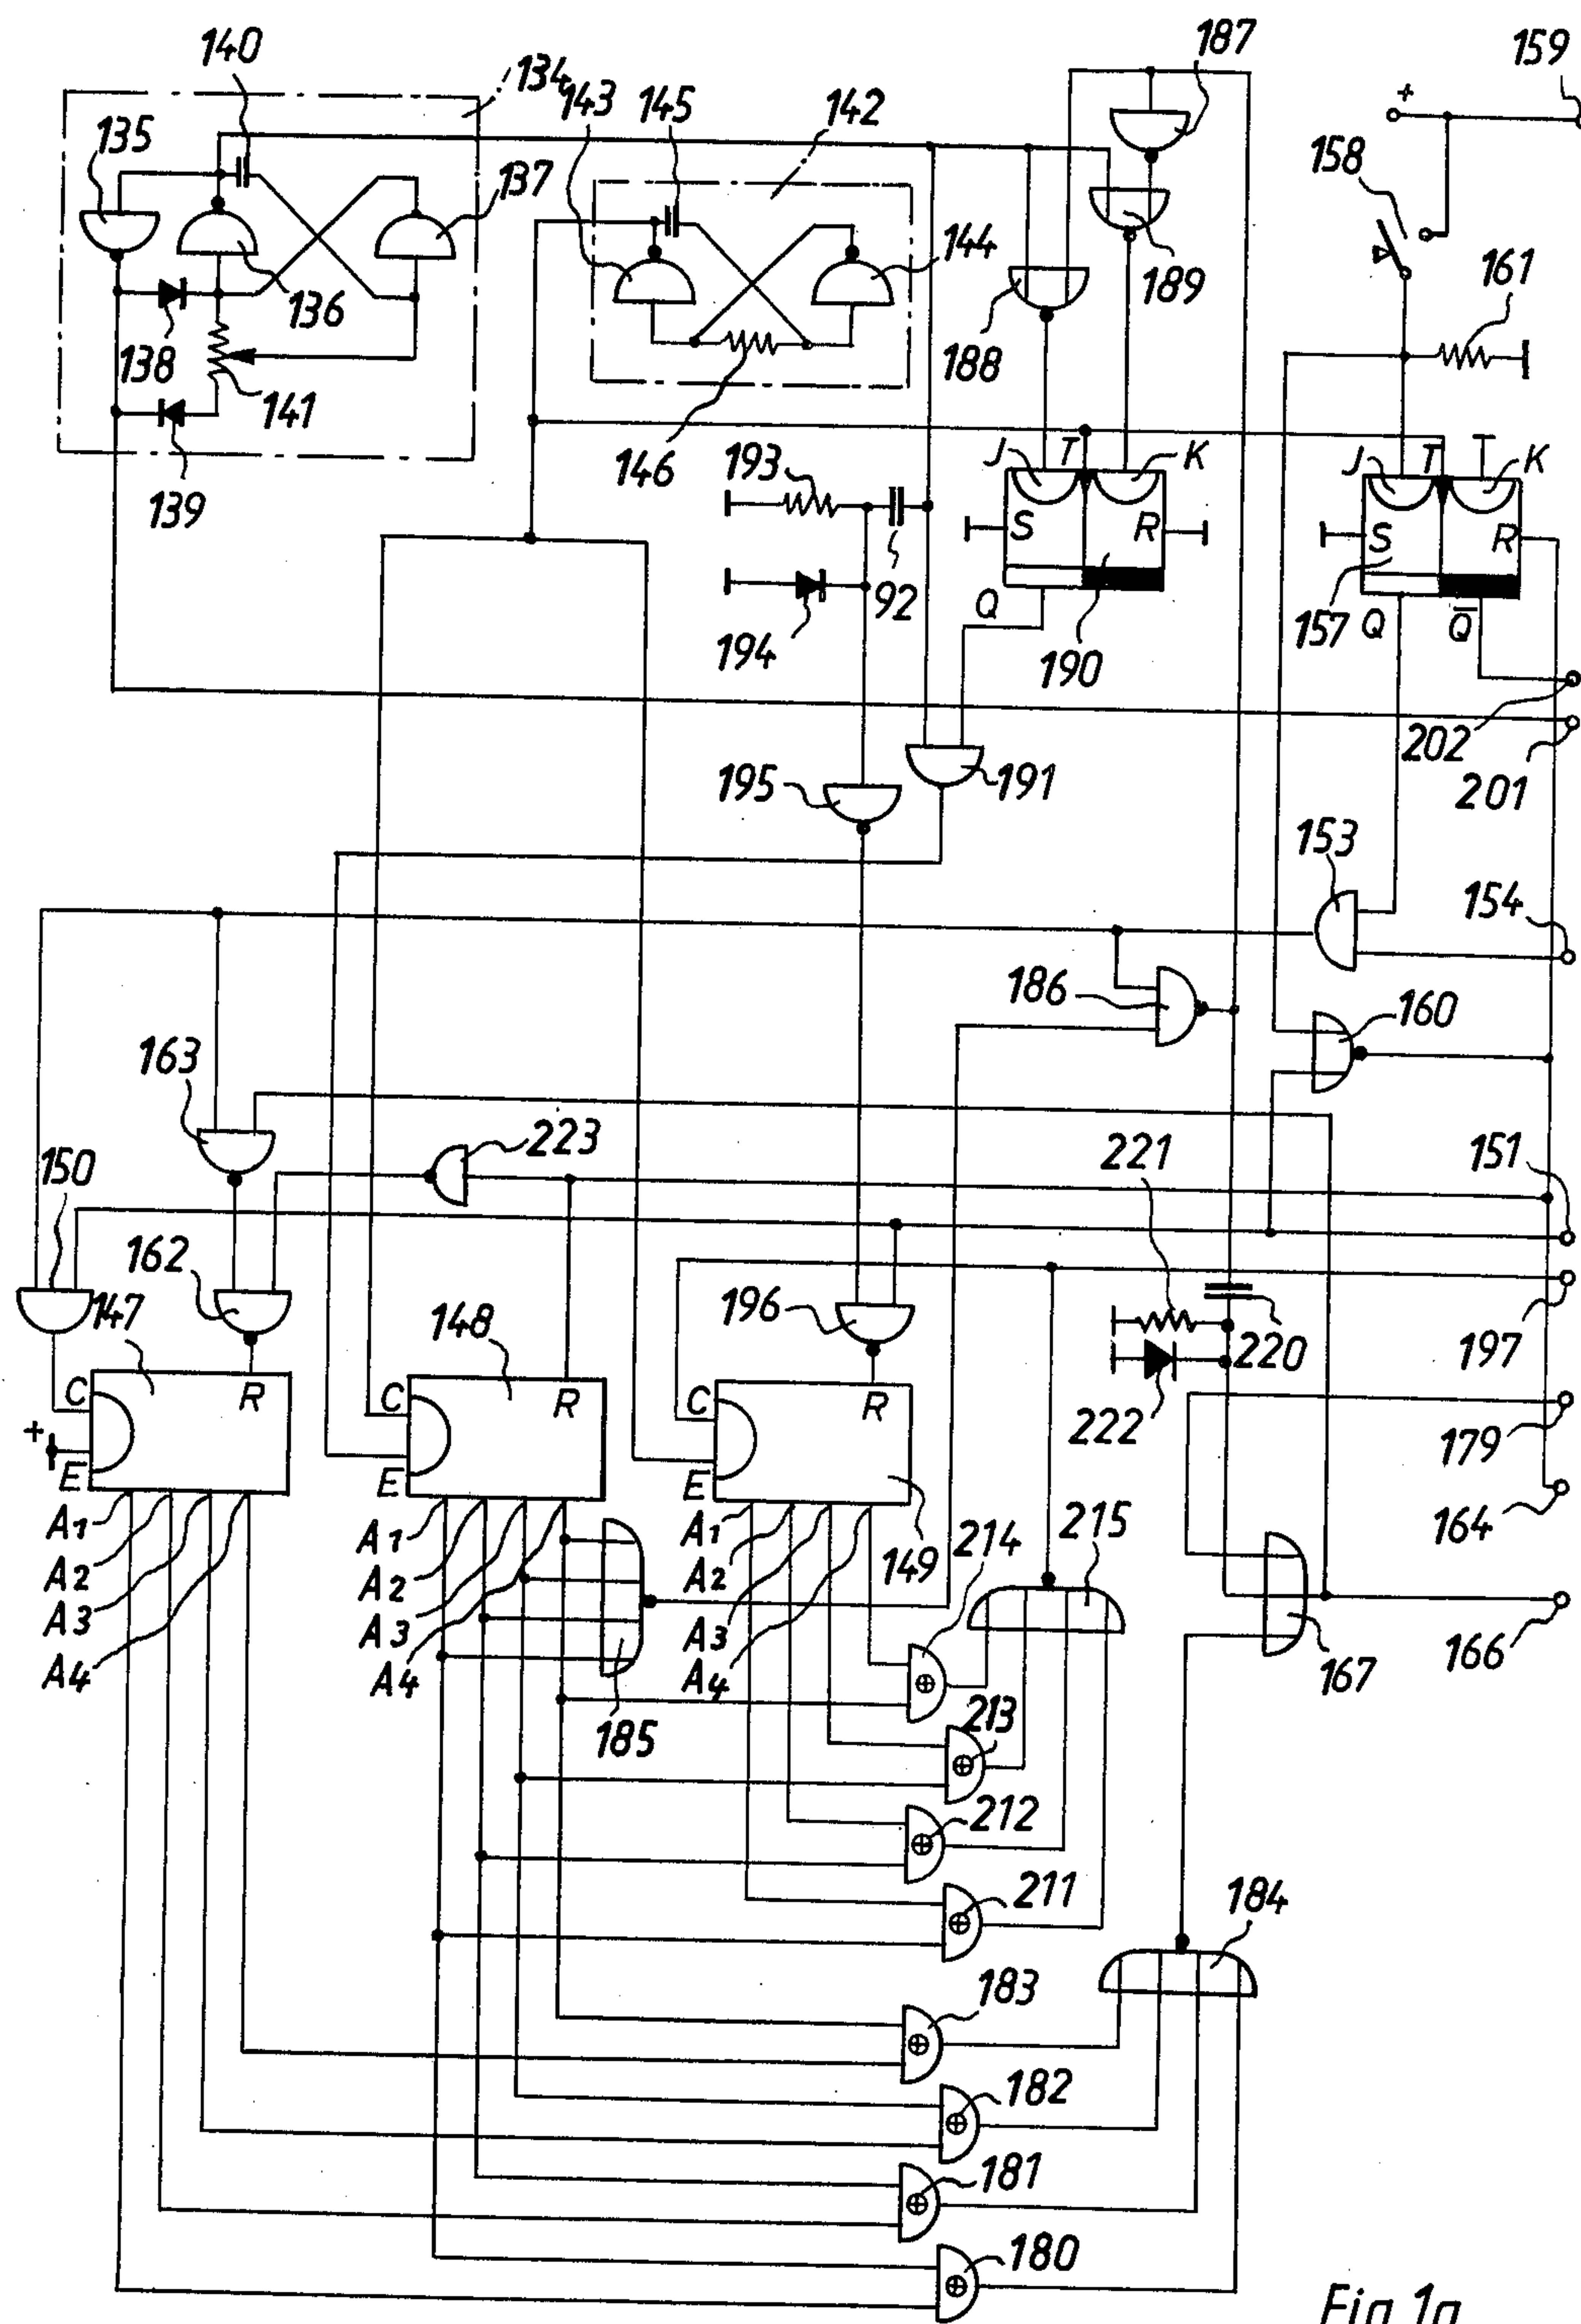 140
134
187
159
143
145
142
+
135
158
137
144
136
189
161
138
188
141
146
193
J
T
K
J
T
K
139
S
R
S
R
92
Q
157
Q
Q̅
194
190
202
201
195
191
153
154
186
160
163
223
221
151
150
162
147
148
196
220
197
C
R
C
R
C
R
222
179
+
E
E
E
164
A1
A2
A3
A4
A1
A2
A3
A4
A1
A2
A3
A4
149
214
215
185
167
166
213
212
211
184
183
182
181
180
Fig.1a